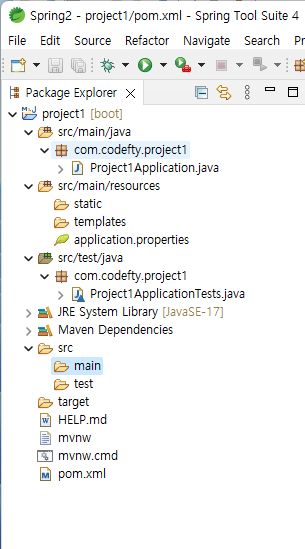 Spring2 - project1/pom.xml - Spring Tool Suite 4
File Edit Source Refactor Navigate Search Pr
Package Explorer
project1 [boot]
src/main/java
com.codefty.project1
Project1Application.java
src/main/resources
static
templates
application.properties
src/test/java
com.codefty.project1
Project1ApplicationTests.java
JRE System Library [JavaSE-17]
Maven Dependencies
src
main
test
target
HELP.md
mvnw
mvnw.cmd
pom.xml